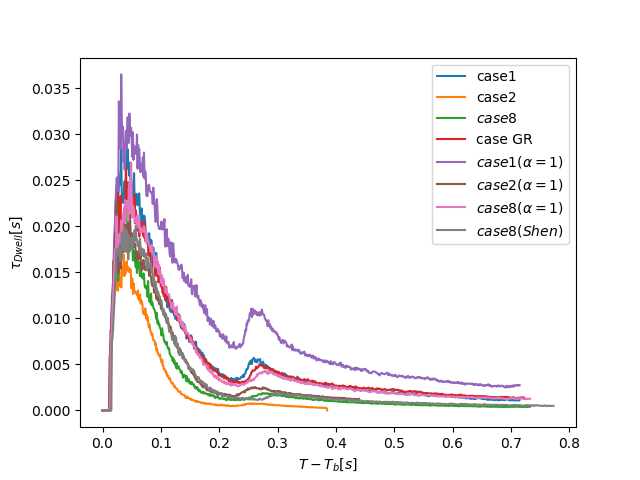 0.035
0.030
0.025
0.020
0.015
0.010
0.005
0.000
τ_Dwell[s]
case1
case2
case8
case GR
case1(α = 1)
case2(α = 1)
case8(α = 1)
case8(Shen)
0.0 0.1 0.2 0.3 0.4 0.5 0.6 0.7 0.8
T − T_b[s]